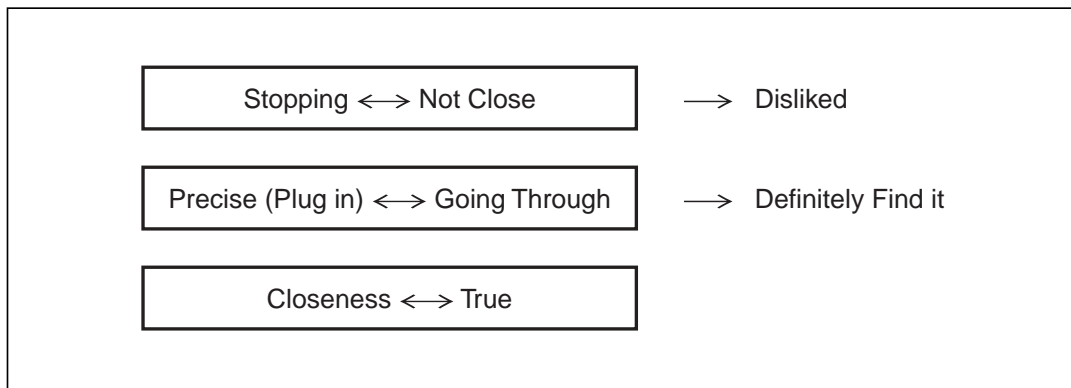 Stopping ↔ Not Close → Disliked
Precise (Plug in) ↔ Going Through → Definitely Find it
Closeness ↔ True